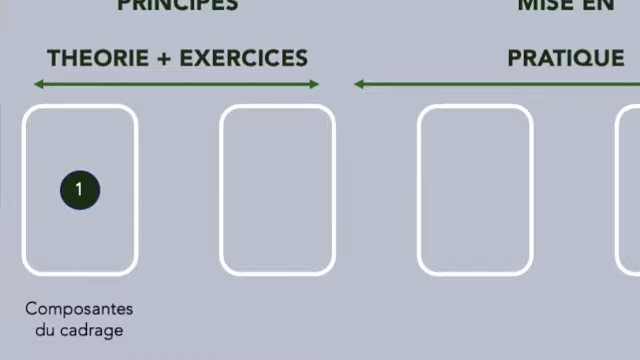 PRINCIPES
THEORIE + EXERCICES
MISE EN
PRATIQUE
1
Composantes
du cadrage